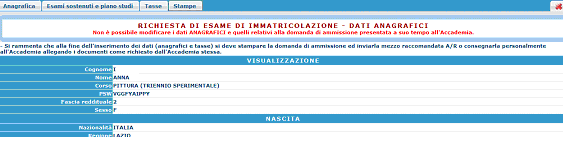 Anagrafica Esami sostenuti e piano studi Tasse Stampe
RICHIESTA DI ESAME DI IMMATRICOLAZIONE - DATI ANAGRAFICI
Non è possibile modificare i dati ANAGRAFICI e quelli relativi alla domanda di ammissione presentata a suo tempo all'Accademia.
- Si rammenta che alla fine dell'inserimento dei dati (anagrafici e tasse) si deve stampare la domanda di ammissione ed inviarla mezzo raccomandata A/R o consegnarla personalmente
all'Accademia allegando i documenti come richiesto dall'Accademia stessa.
VISUALIZZAZIONE
Cognome I
Nome ANNA
Corso PITTURA (TRIENNIO SPERIMENTALE)
PSW VGGFYAIPPY
Fascia reddituale 2
Sesso F
NASCITA
Nazionalità ITALIA
Regione LAZIO